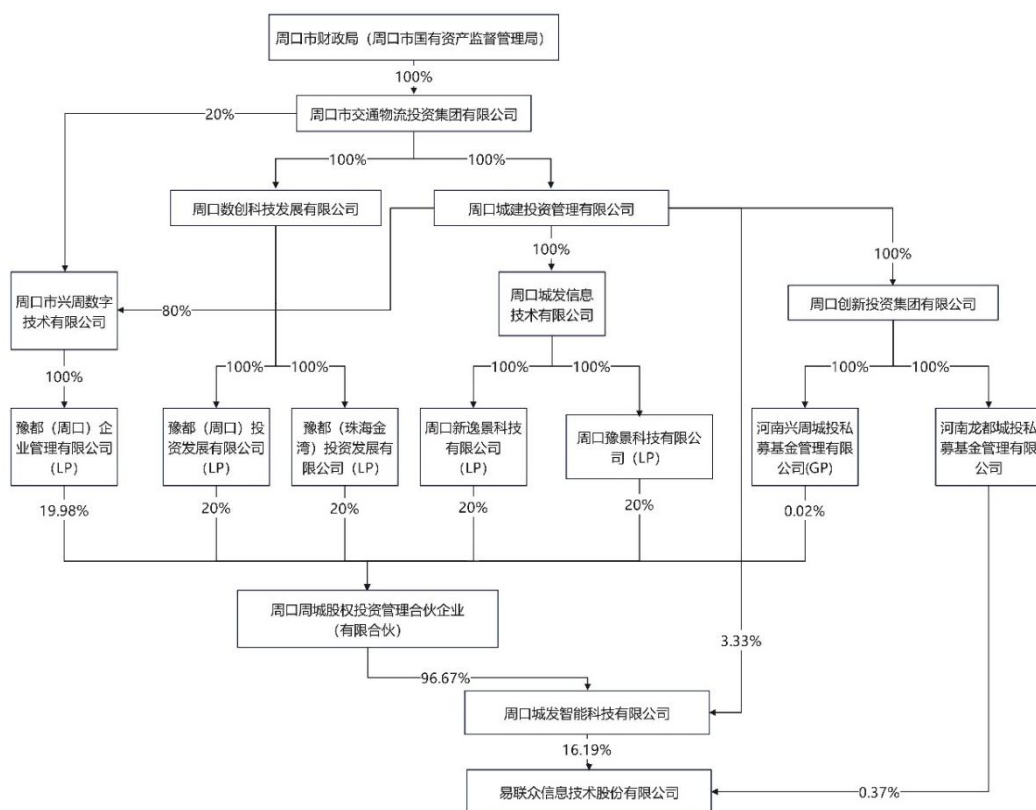 周口市财政局（周口市国有资产监督管理局）
100%
周口市交通物流投资集团有限公司
20%
100%
100%
周口数创科技发展有限公司
周口城建投资管理有限公司
100%
100%
周口市兴周数字
技术有限公司
80%
周口城发信息
技术有限公司
周口创新投资集团有限公司
100%
100%
100%
100%
100%
100%
100%
豫都（周口）企
业管理有限公司
(LP)
豫都（周口）投
资发展有限公司
(LP)
豫都（珠海金
湾）投资发展有
限公司（LP）
周口新逸景科技
有限公司
(LP)
周口豫景科技有限公
司（LP）
河南兴周城投私
募基金管理有限
公司(GP)
河南龙都城投私
募基金管理有限公
司
19.98%
20%
20%
20%
20%
0.02%
周口周城股权投资管理合伙企业
（有限合伙）
3.33%
96.67%
周口城发智能科技有限公司
16.19%
易联众信息技术股份有限公司
0.37%